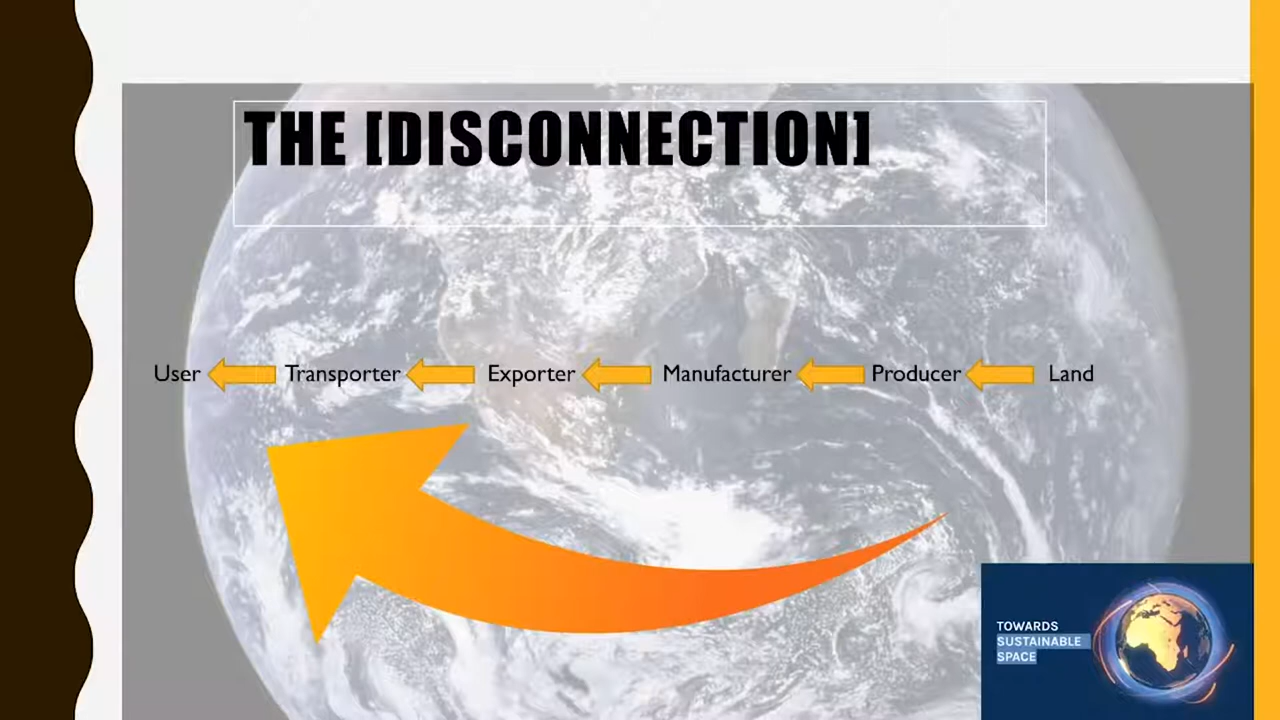 THE [DISCONNECTION]
User Transporter Exporter Manufacturer Producer Land
TOWARDS
SUSTAINABLE
SPACE